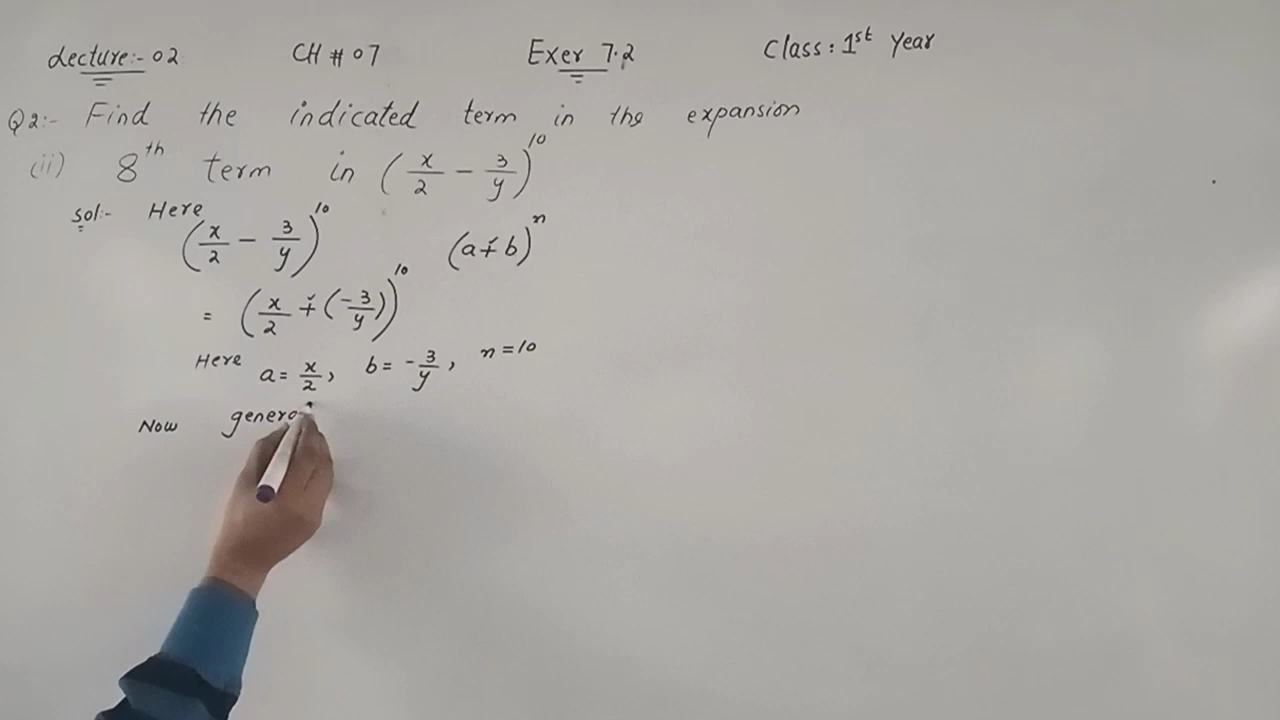 Lecture:- 02 CH # 07 Exer 7.2 Class: 1st Year
Q2:- Find the indicated term in the expansion
(ii) 8th term in (x/2 - 3/y)^10
Sol:- Here
(x/2 - 3/y)^10 (a+b)^n
= (x/2 + (-3/y))^10
Here a = x/2, b = -3/y, n = 10
Now genera